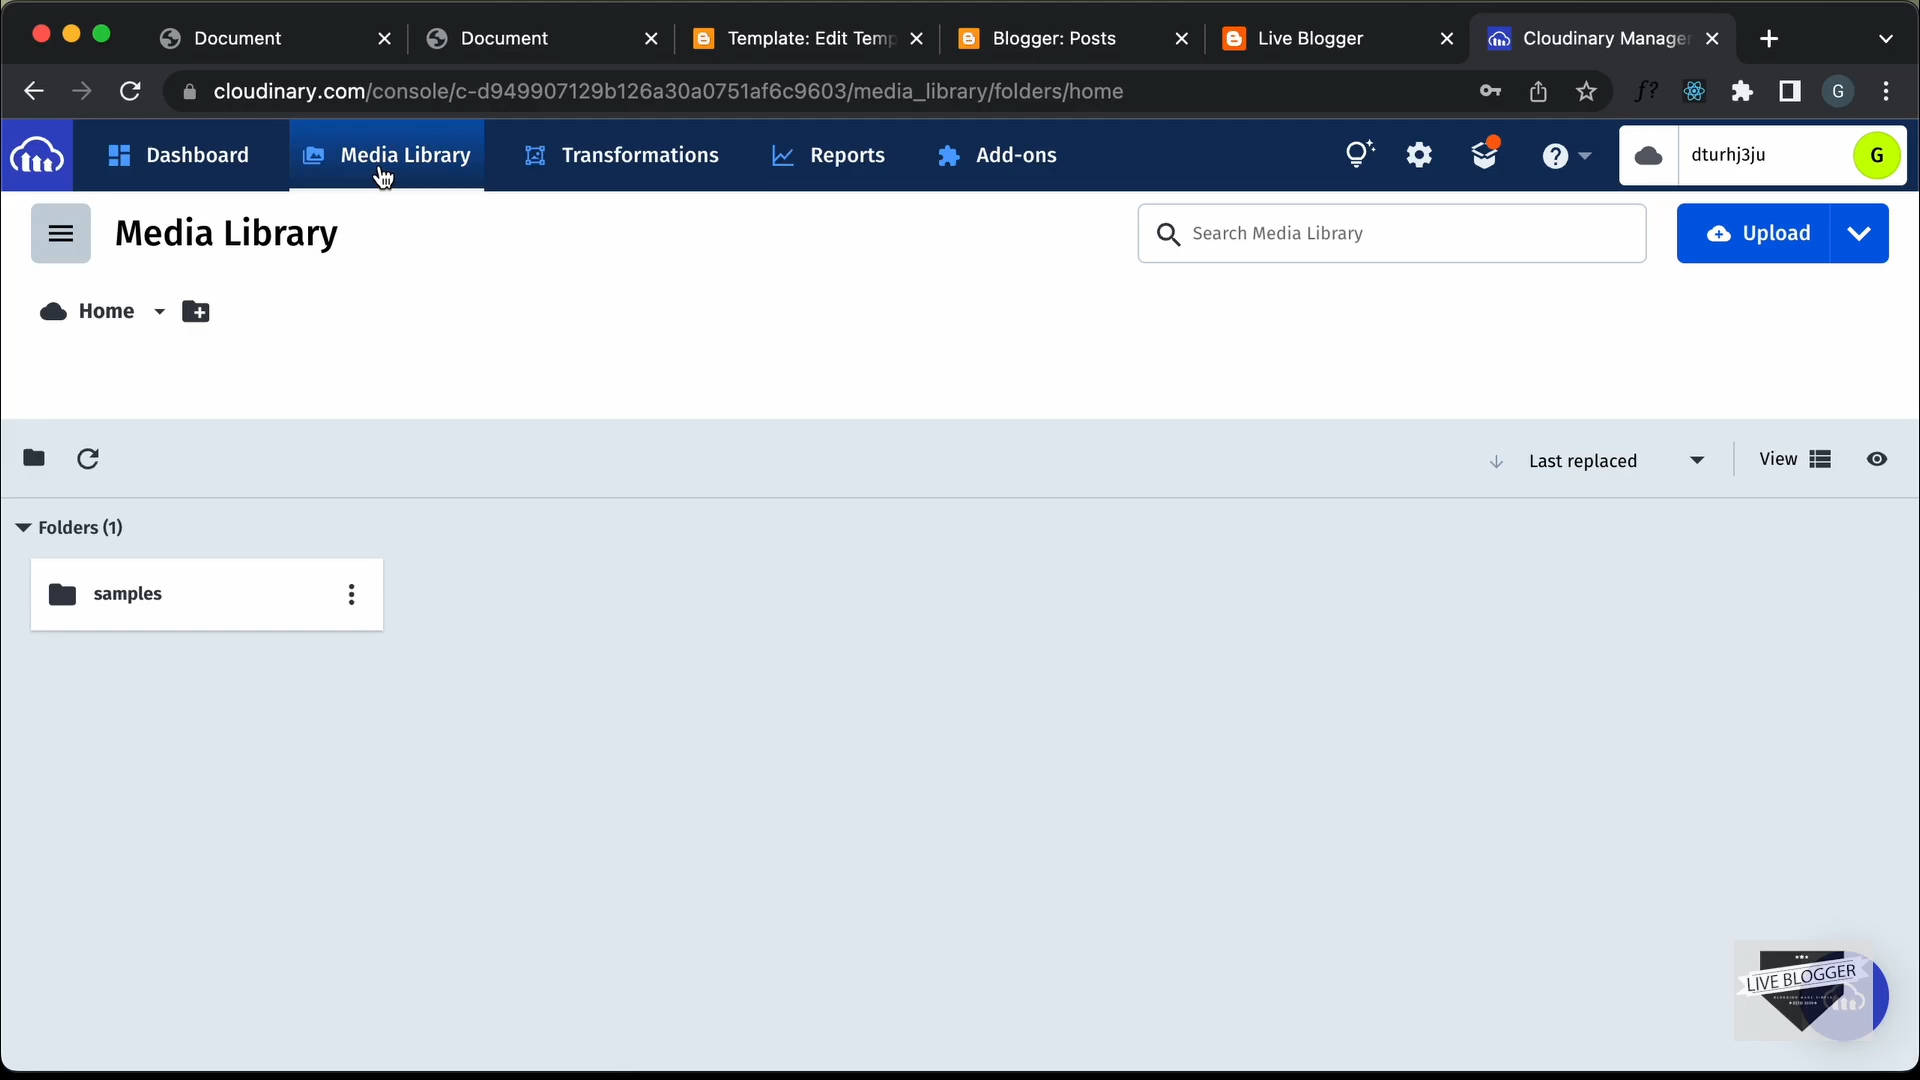 Document
Document
Template: Edit Temp
Blogger: Posts
Live Blogger
Cloudinary Manage
cloudinary.com/console/c-d949907129b126a30a0751af6c9603/media_library/folders/home
f?
G
Dashboard
Media Library
Transformations
Reports
Add-ons
dturhj3ju
G
Media Library
Search Media Library
Upload
Home
Last replaced
View
Folders (1)
samples
LIVE BLOGGER